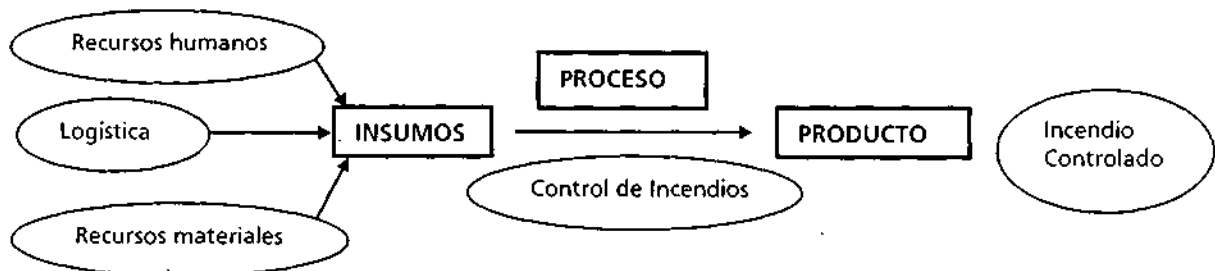 Recursos humanos
PROCESO
Logística
INSUMOS
PRODUCTO
Incendio
Controlado
Control de Incendios
Recursos materiales